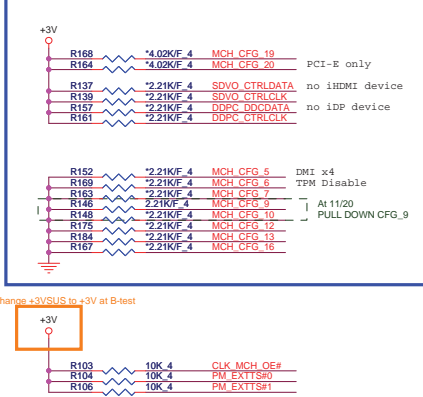 +3V
R168 *4.02K/F_4 MCH_CFG_19
R164 *4.02K/F_4 MCH_CFG_20 PCI-E only
R137 *2.21K/F_4 SDVO_CTRLDATA no iHDMI device
R139 *2.21K/F_4 SDVO_CTRLCLK
R157 *2.21K/F_4 DDPC_DDCDATA no iDP device
R161 *2.21K/F_4 DDPC_CTRLCLK
R152 *2.21K/F_4 MCH_CFG_5 DMI x4
R169 *2.21K/F_4 MCH_CFG_6 TPM Disable
R163 *2.21K/F_4 MCH_CFG_7
R146 2.21K/F_4 MCH_CFG_9 At 11/20
R148 *2.21K/F_4 MCH_CFG_10 PULL DOWN CFG_9
R175 *2.21K/F_4 MCH_CFG_12
R184 *2.21K/F_4 MCH_CFG_13
R167 *2.21K/F_4 MCH_CFG_16
hange +3VSUS to +3V at B-test
+3V
R103 10K_4 CLK_MCH_OE#
R104 10K_4 PM_EXTTS#0
R106 10K_4 PM_EXTTS#1